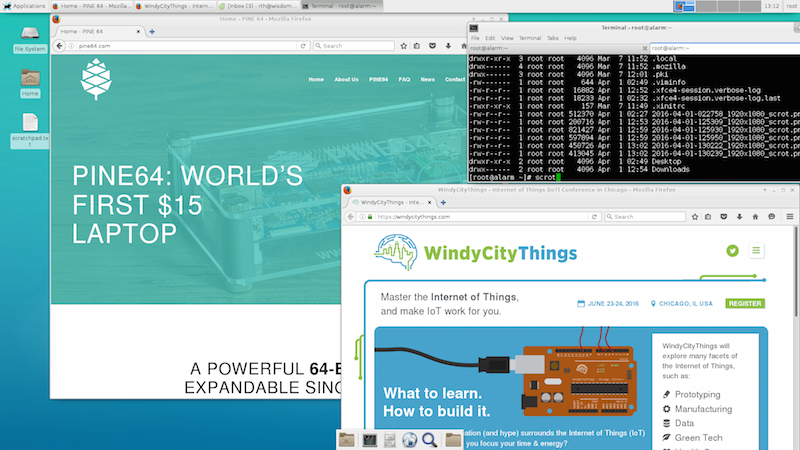 Applications
Home - PINE 64 - Mozilla...
WindyCityThings - Intern...
[Inbox (3) - rth@wisdom...
Terminal - root@alarm:~
13:12
root
File System
Home
scratchpad.tx
t
Home - PINE 64 - Mozilla Firefox
Home - PINE 64
pine64.com
Search
Home
About Us
PINE64
FAQ
News
Contact
PINE64: WORLD'S
FIRST $15
LAPTOP
A POWERFUL 64-B
EXPANDABLE SING
Terminal - root@alarm:~
File Edit View Terminal Tabs Help
root@alarm:~
root@alarm:~
drwxr-xr-x 3 root root 4096 Mar 7 11:52 .local
drwx------ 4 root root 4096 Mar 7 11:52 .mozilla
drwx------ 3 root root 4096 Mar 7 12:01 .pki
-rw------- 1 root root 749 Apr 1 02:49 .viminfo
-rw-r--r-- 1 root root 16882 Apr 1 12:52 .xfce4-session.verbose-log
-rw-r--r-- 1 root root 18233 Apr 1 02:32 .xfce4-session.verbose-log.last
-rw-r--r-- 1 root root 157 Mar 7 11:49 .xinitrc
-rw-r--r-- 1 root root 512370 Apr 1 02:27 2016-04-01-022758_1920x1080_scrot.pn
-rw-r--r-- 1 root root 200716 Apr 1 12:53 2016-04-01-125309_1920x1080_scrot.pn
-rw-r--r-- 1 root root 821427 Apr 1 12:59 2016-04-01-125930_1920x1080_scrot.pn
-rw-r--r-- 1 root root 597894 Apr 1 12:59 2016-04-01-125950_1920x1080_scrot.pn
-rw-r--r-- 1 root root 450726 Apr 1 13:02 2016-04-01-130222_1920x1080_scrot.pn
-rw-r--r-- 1 root root 413045 Apr 1 13:02 2016-04-01-130239_1920x1080_scrot.pn
drwxr-xr-x 2 root root 4096 Apr 1 02:49 Desktop
drwxr-xr-x 2 root root 4096 Apr 1 12:54 Downloads
[root@alarm ~]# scrot
WindyCityThings - Internet of Things (IoT) Conference in Chicago - Mozilla Firefox
WindyCityThings - Inte...
https://windycitythings.com
Search
WindyCityThings
Master the Internet of Things,
and make IoT work for you.
JUNE 23-24, 2016
CHICAGO, IL USA
REGISTER
What to learn.
How to build it.
ation (and hype) surrounds the Internet of Things (IoT)
you focus your time & energy?
WindyCityThings will
explore many facets of
the Internet of Things,
such as:
Prototyping
Manufacturing
Data
Green Tech